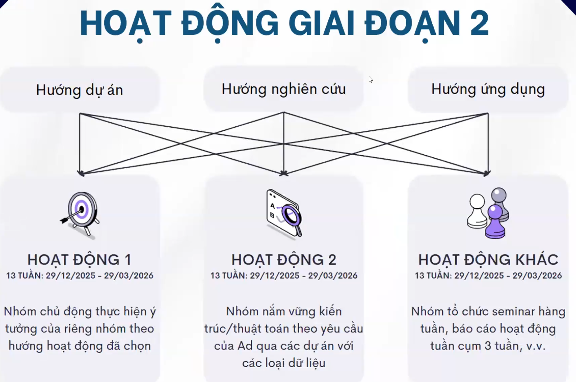 HOẠT ĐỘNG GIAI ĐOẠN 2
Hướng dự án
Hướng nghiên cứu
Hướng ứng dụng
HOẠT ĐỘNG 1
13 TUẦN: 29/12/2025 - 29/03/2026
Nhóm chủ động thực hiện ý
tưởng của riêng nhóm theo
hướng hoạt động đã chọn
A
B
HOẠT ĐỘNG 2
13 TUẦN: 29/12/2025 - 29/03/2026
Nhóm nắm vững kiến
trúc/thuật toán theo yêu cầu
của Ad qua các dự án với
các loại dữ liệu
HOẠT ĐỘNG KHÁC
13 TUẦN: 29/12/2025 - 29/03/2026
Nhóm tổ chức seminar hàng
tuần, báo cáo hoạt động
tuần cụm 3 tuần, v.v.